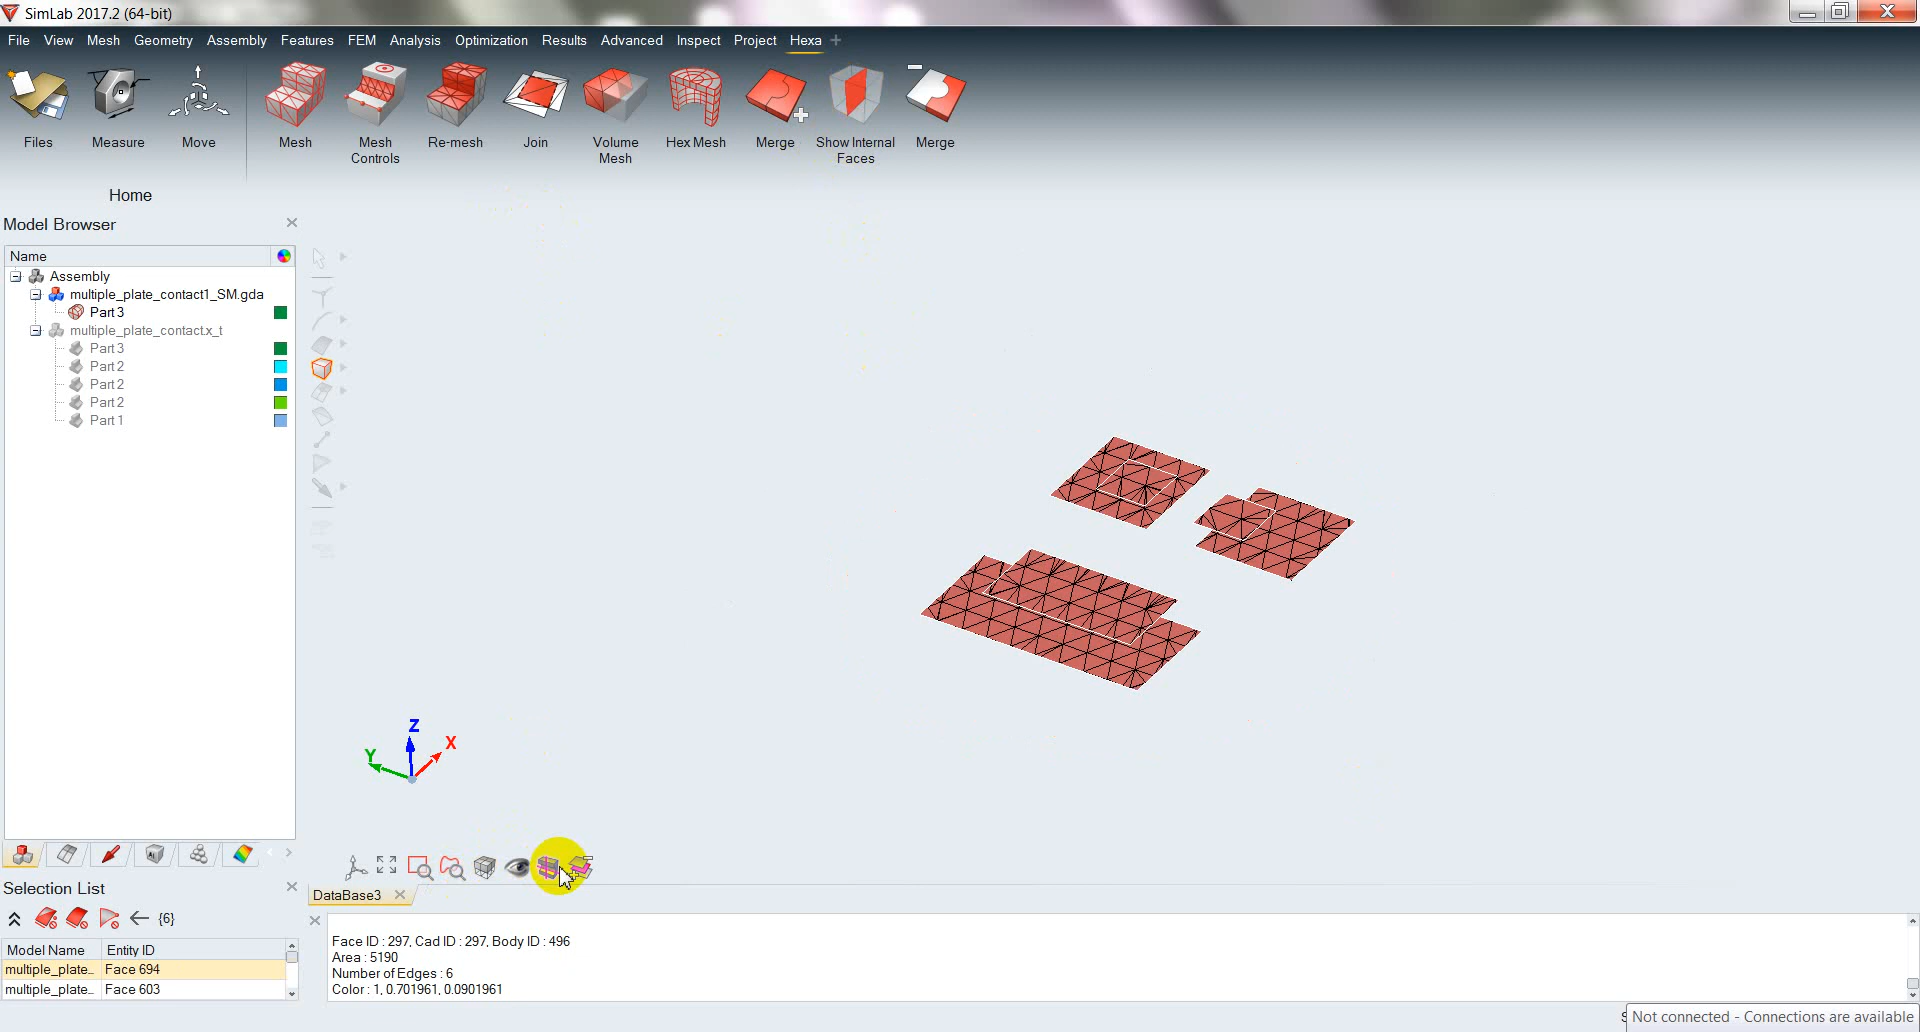 SimLab 2017.2 (64-bit)
File View Mesh Geometry Assembly Features FEM Analysis Optimization Results Advanced Inspect Project Hexa +
Files Measure Move Mesh Mesh Controls Re-mesh Join Volume Mesh Hex Mesh Merge Show Internal Faces Merge
Home
Model Browser
Name
Assembly
multiple_plate_contact1_SM.gda
Part 3
multiple_plate_contact.x_t
Part 3
Part 2
Part 2
Part 2
Part 1
Z
X
Y
Selection List
{6}
Model Name Entity ID
multiple_plate... Face 694
multiple_plate... Face 603
DataBase3
Face ID : 297, Cad ID : 297, Body ID : 496
Area : 5190
Number of Edges : 6
Color : 1, 0.701961, 0.0901961
Not connected - Connections are available